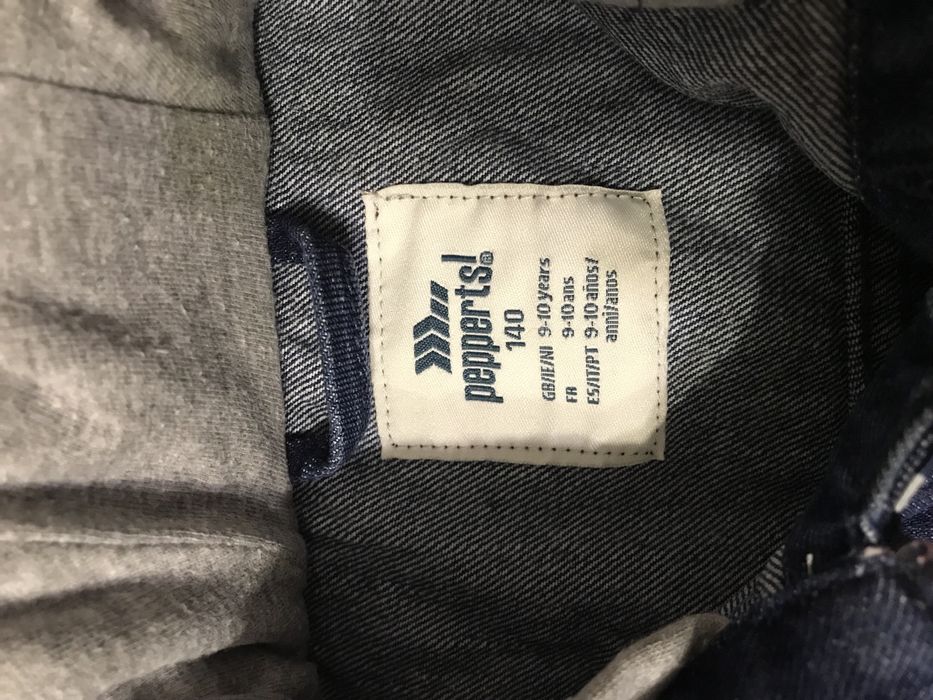 pepperts!®
140
GB/IE/NI 9-10 years
FR 9-10 ans
ES/IT/PT 9-10 años/
anni/anos